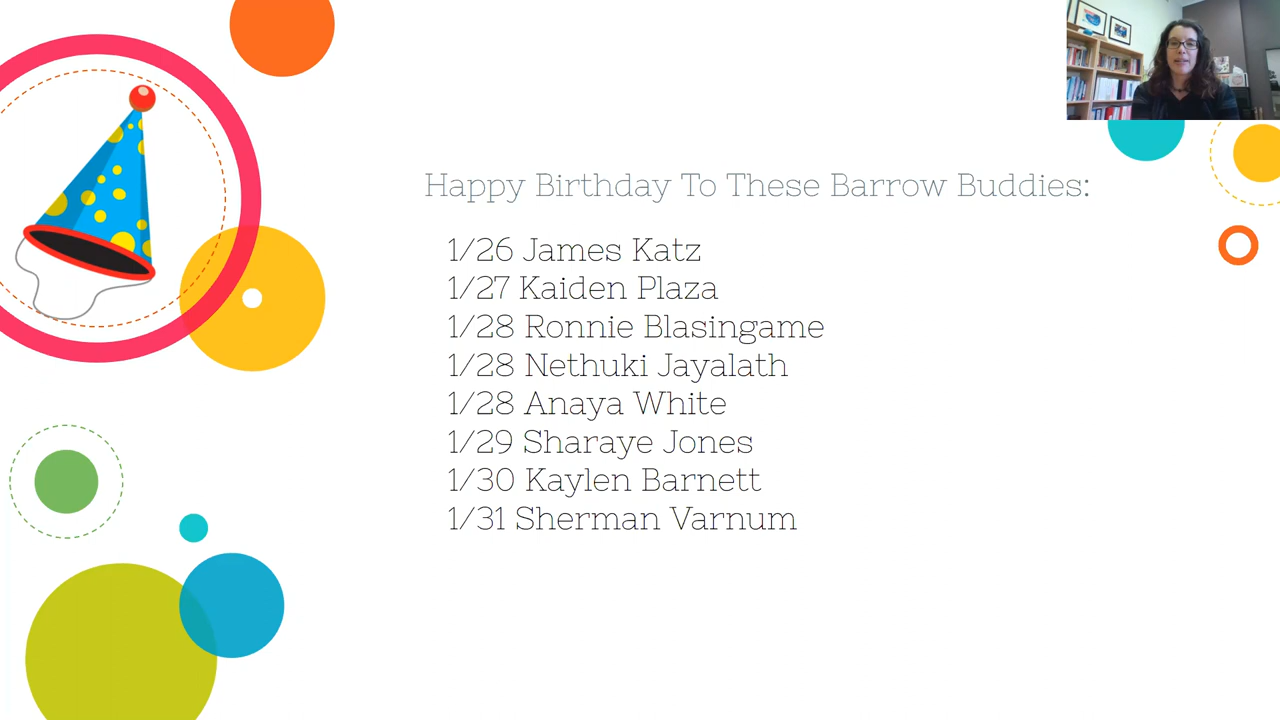 Happy Birthday To These Barrow Buddies:
1/26 James Katz
1/27 Kaiden Plaza
1/28 Ronnie Blasingame
1/28 Nethuki Jayalath
1/28 Anaya White
1/29 Sharaye Jones
1/30 Kaylen Barnett
1/31 Sherman Varnum